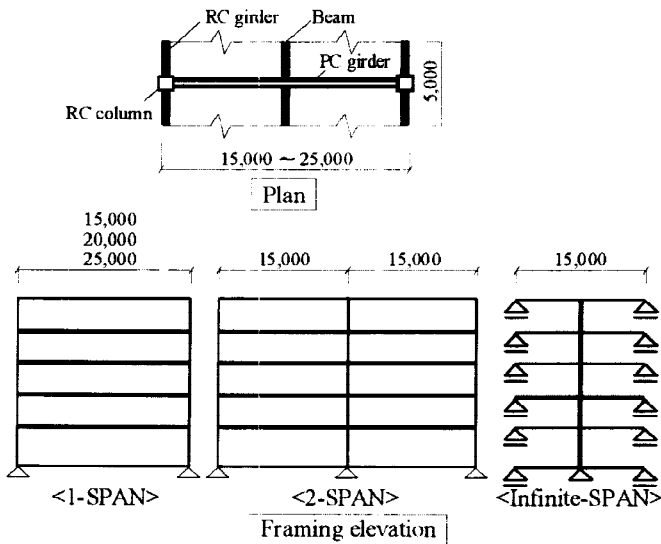 RC girder
Beam
PC girder
RC column
5,000
15,000 ~ 25,000
Plan
15,000
20,000
25,000
15,000 15,000
15,000
<1-SPAN>
<2-SPAN>
<Infinite-SPAN>
Framing elevation